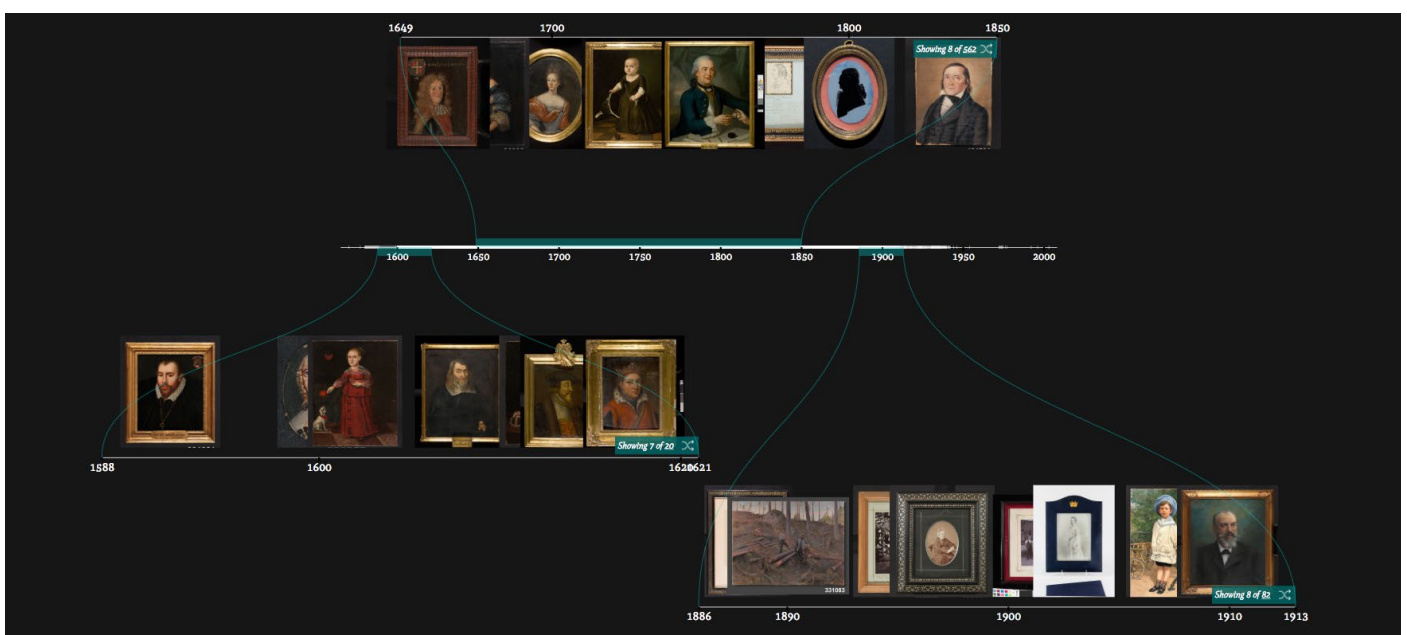 1649 1700 1800 1850
Showing 8 of 562
1600 1650 1700 1750 1800 1850 1900 1950 2000
Showing 7 of 20
1588 1600 1620 1621
331083
Showing 8 of 82
1886 1890 1900 1910 1913